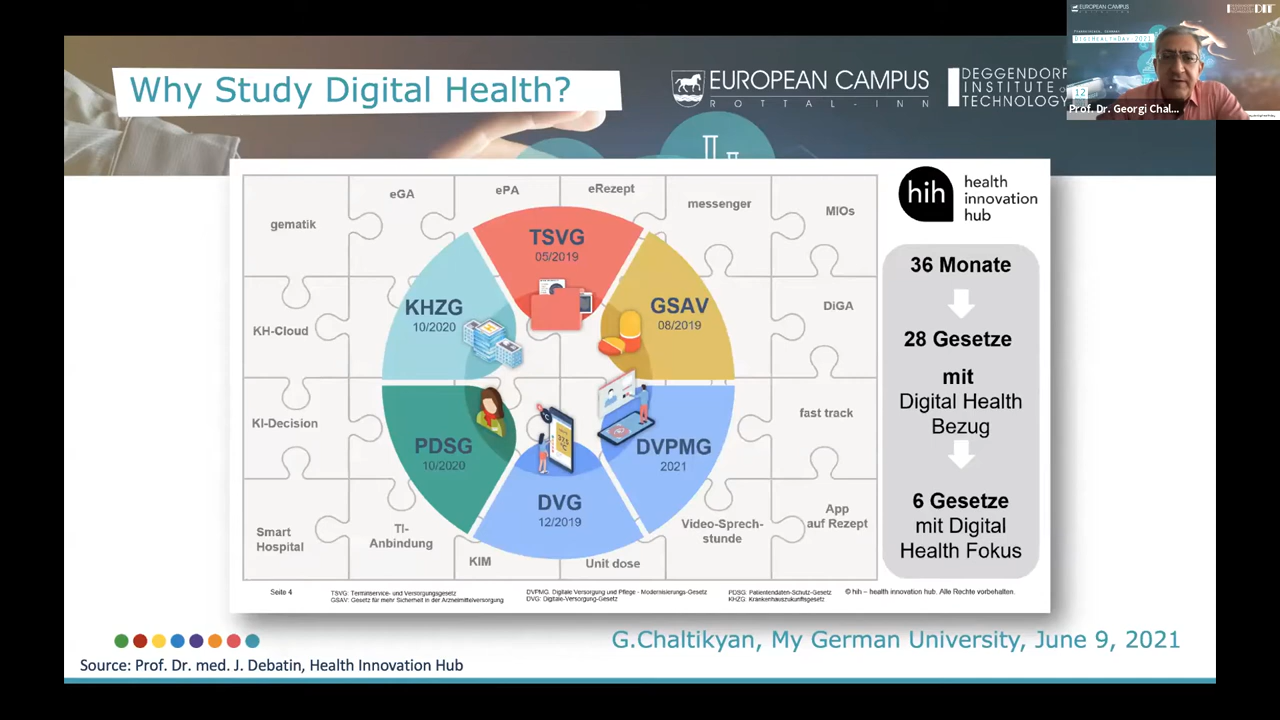 Why Study Digital Health?
EUROPEAN CAMPUS
ROTTAL-INN
DEGGENDORF
INSTITUTE OF
TECHNOLOGY
EUROPEAN CAMPUS
DIGIHEALTHDAY 2021
12
Prof. Dr. Georgi Chal...
gematik
eGA
ePA
eRezept
messenger
MIOs
KH-Cloud
DiGA
KI-Decision
fast track
Smart
Hospital
TI-
Anbindung
KIM
Unit dose
Video-Sprech-
stunde
App
auf Rezept
TSVG
05/2019
GSAV
08/2019
DVPMG
2021
DVG
12/2019
PDSG
10/2020
KHZG
10/2020
hih
health
innovation
hub
36 Monate
28 Gesetze
mit
Digital Health
Bezug
6 Gesetze
mit Digital
Health Fokus
Seite 4
TSVG: Terminservice- und Versorgungsgesetz
GSAV: Gesetz für mehr Sicherheit in der Arzneimittelversorgung
DVPMG. Digitale Versorgung und Pflege - Modernisierungs-Gesetz
DVG: Digitale-Versorgung-Gesetz
PDSG: Patientendaten-Schutz-Gesetz
KHZG: Krankenhauszukunftsgesetz
© hih – health innovation hub. Alle Rechte vorbehalten.
G.Chaltikyan, My German University, June 9, 2021
Source: Prof. Dr. med. J. Debatin, Health Innovation Hub